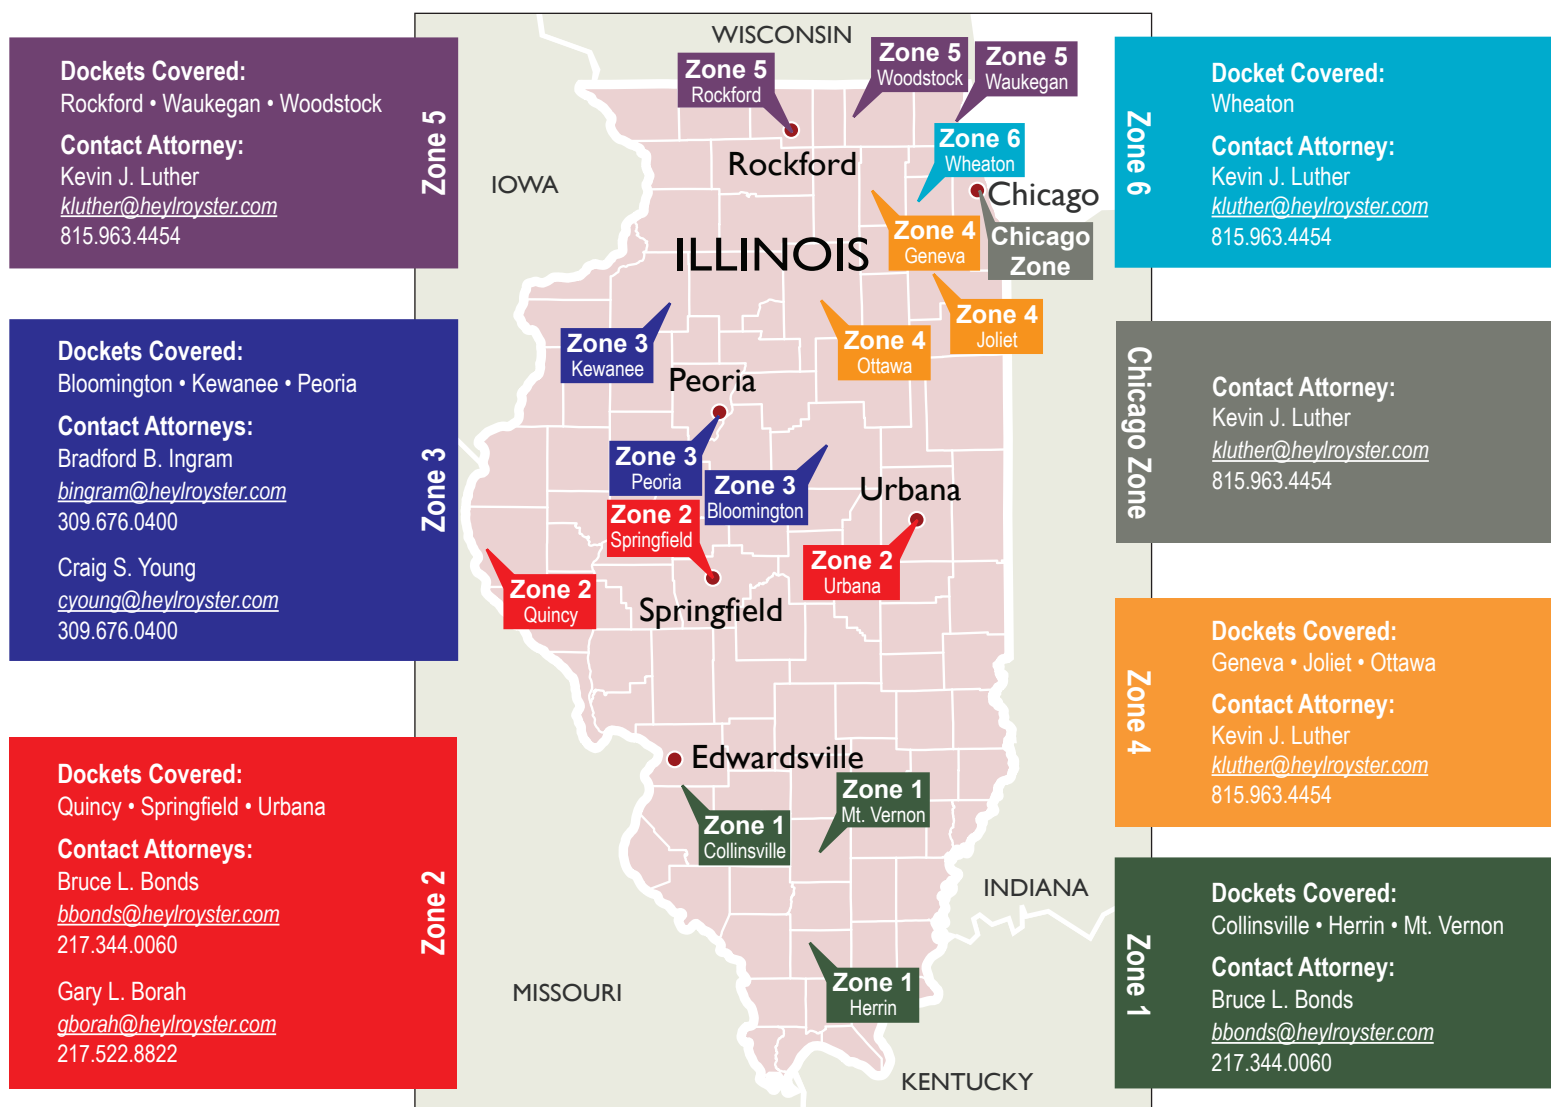 Dockets Covered:
Rockford • Waukegan • Woodstock
Contact Attorney:
Kevin J. Luther
kluther@heylroyster.com
815.963.4454
Zone 5
Dockets Covered:
Bloomington • Kewanee • Peoria
Contact Attorneys:
Bradford B. Ingram
bingram@heylroyster.com
309.676.0400
Craig S. Young
cyoung@heylroyster.com
309.676.0400
Zone 3
Dockets Covered:
Quincy • Springfield • Urbana
Contact Attorneys:
Bruce L. Bonds
bbonds@heylroyster.com
217.344.0060
Gary L. Borah
gborah@heylroyster.com
217.522.8822
Zone 2
WISCONSIN
Zone 5
Rockford
Zone 5
Woodstock
Zone 5
Waukegan
Rockford
Zone 6
Wheaton
IOWA
Chicago
Zone 4
Geneva
Chicago
Zone
ILLINOIS
Zone 3
Kewanee
Zone 4
Ottawa
Zone 4
Joliet
Peoria
Zone 3
Peoria
Zone 3
Bloomington
Urbana
Zone 2
Springfield
Zone 2
Urbana
Zone 2
Quincy
Springfield
Edwardsville
Zone 1
Mt. Vernon
Zone 1
Collinsville
INDIANA
Zone 1
Herrin
MISSOURI
KENTUCKY
Zone 6
Docket Covered:
Wheaton
Contact Attorney:
Kevin J. Luther
kluther@heylroyster.com
815.963.4454
Chicago Zone
Contact Attorney:
Kevin J. Luther
kluther@heylroyster.com
815.963.4454
Zone 4
Dockets Covered:
Geneva • Joliet • Ottawa
Contact Attorney:
Kevin J. Luther
kluther@heylroyster.com
815.963.4454
Zone 1
Dockets Covered:
Collinsville • Herrin • Mt. Vernon
Contact Attorney:
Bruce L. Bonds
bbonds@heylroyster.com
217.344.0060